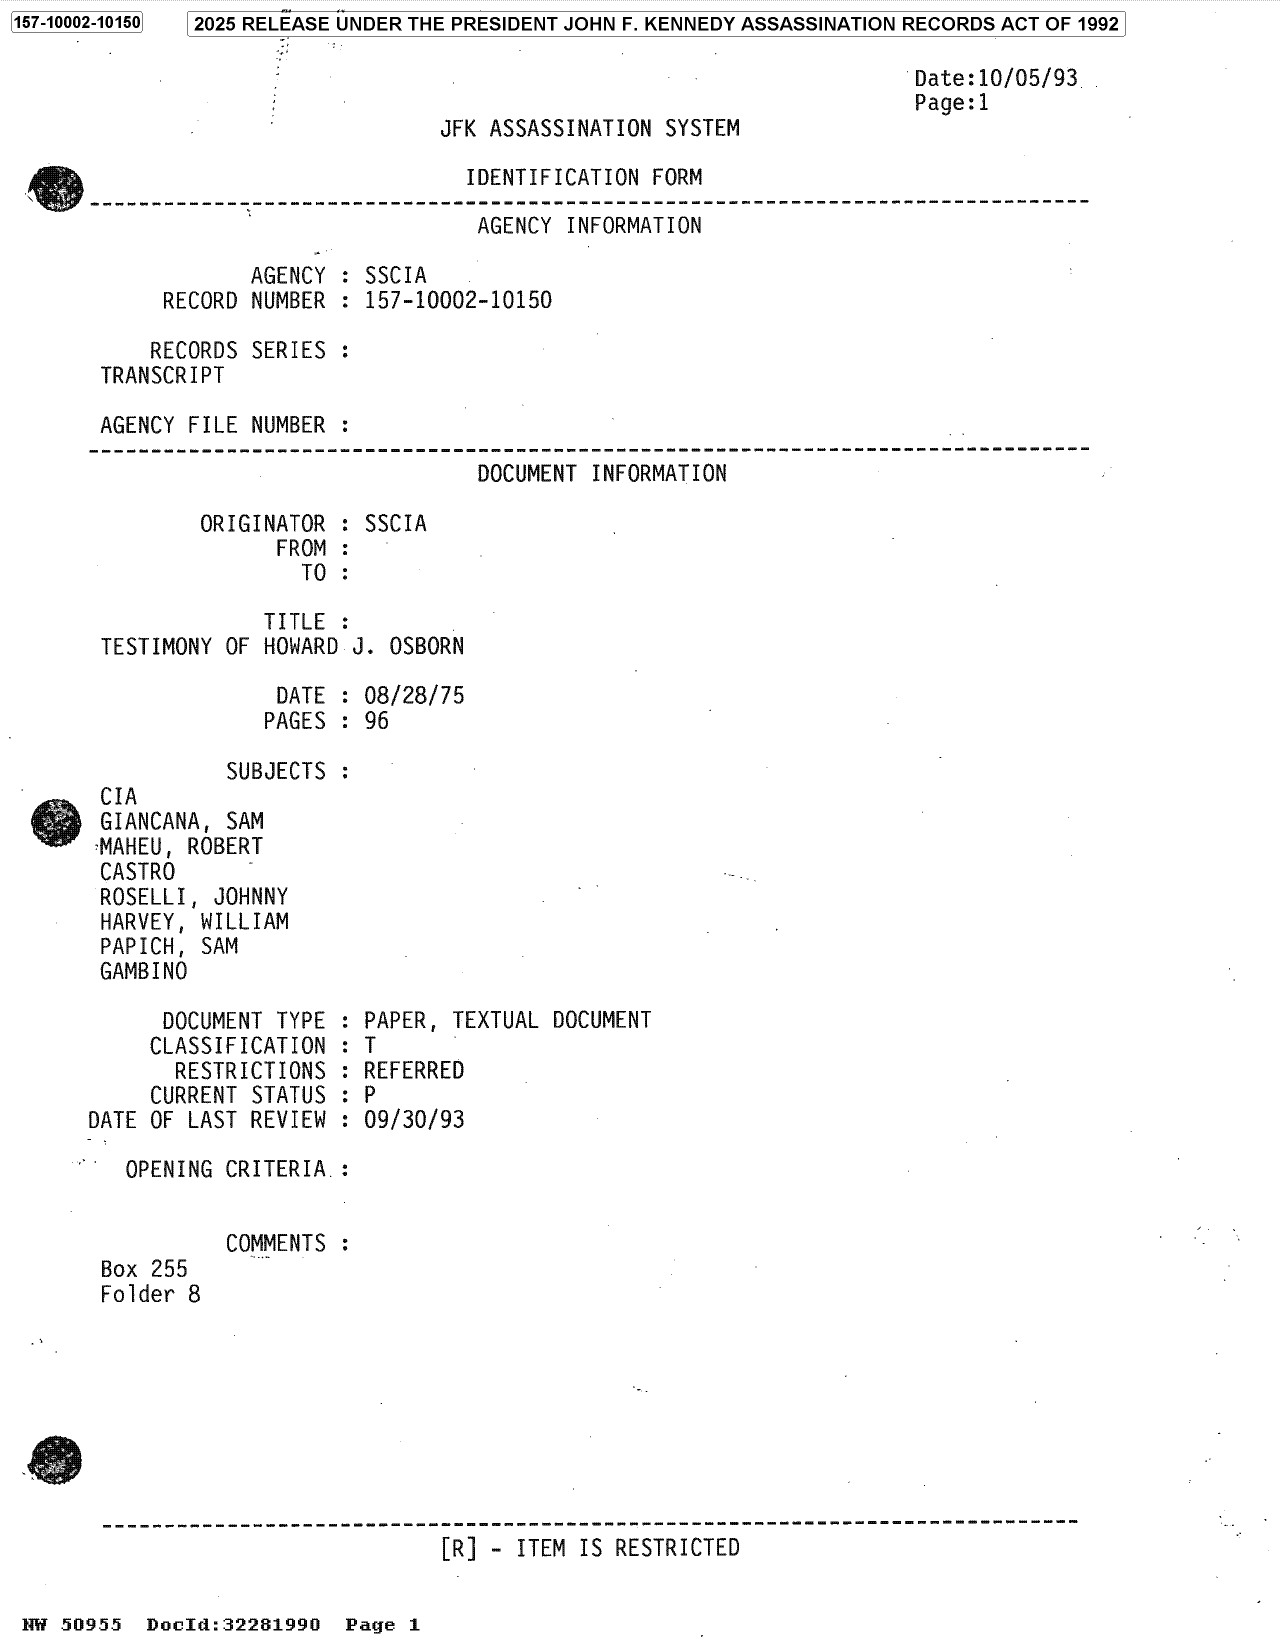 157-10002-10150
2025 RELEASE UNDER THE PRESIDENT JOHN F. KENNEDY ASSASSINATION RECORDS ACT OF 1992
Date:10/05/93
Page:1
JFK ASSASSINATION SYSTEM
IDENTIFICATION FORM
--------------------------------------------------------------------------------
AGENCY INFORMATION
AGENCY : SSCIA
RECORD NUMBER : 157-10002-10150
RECORDS SERIES :
TRANSCRIPT
AGENCY FILE NUMBER :
--------------------------------------------------------------------------------
DOCUMENT INFORMATION
ORIGINATOR : SSCIA
FROM :
TO :
TITLE :
TESTIMONY OF HOWARD J. OSBORN
DATE : 08/28/75
PAGES : 96
SUBJECTS :
CIA
GIANCANA, SAM
MAHEU, ROBERT
CASTRO
ROSELLI, JOHNNY
HARVEY, WILLIAM
PAPICH, SAM
GAMBINO
DOCUMENT TYPE : PAPER, TEXTUAL DOCUMENT
CLASSIFICATION : T
RESTRICTIONS : REFERRED
CURRENT STATUS : P
DATE OF LAST REVIEW : 09/30/93
OPENING CRITERIA :
COMMENTS :
Box 255
Folder 8
--------------------------------------------------------------------------------
[R] - ITEM IS RESTRICTED
NW 50955 DocId:32281990 Page 1